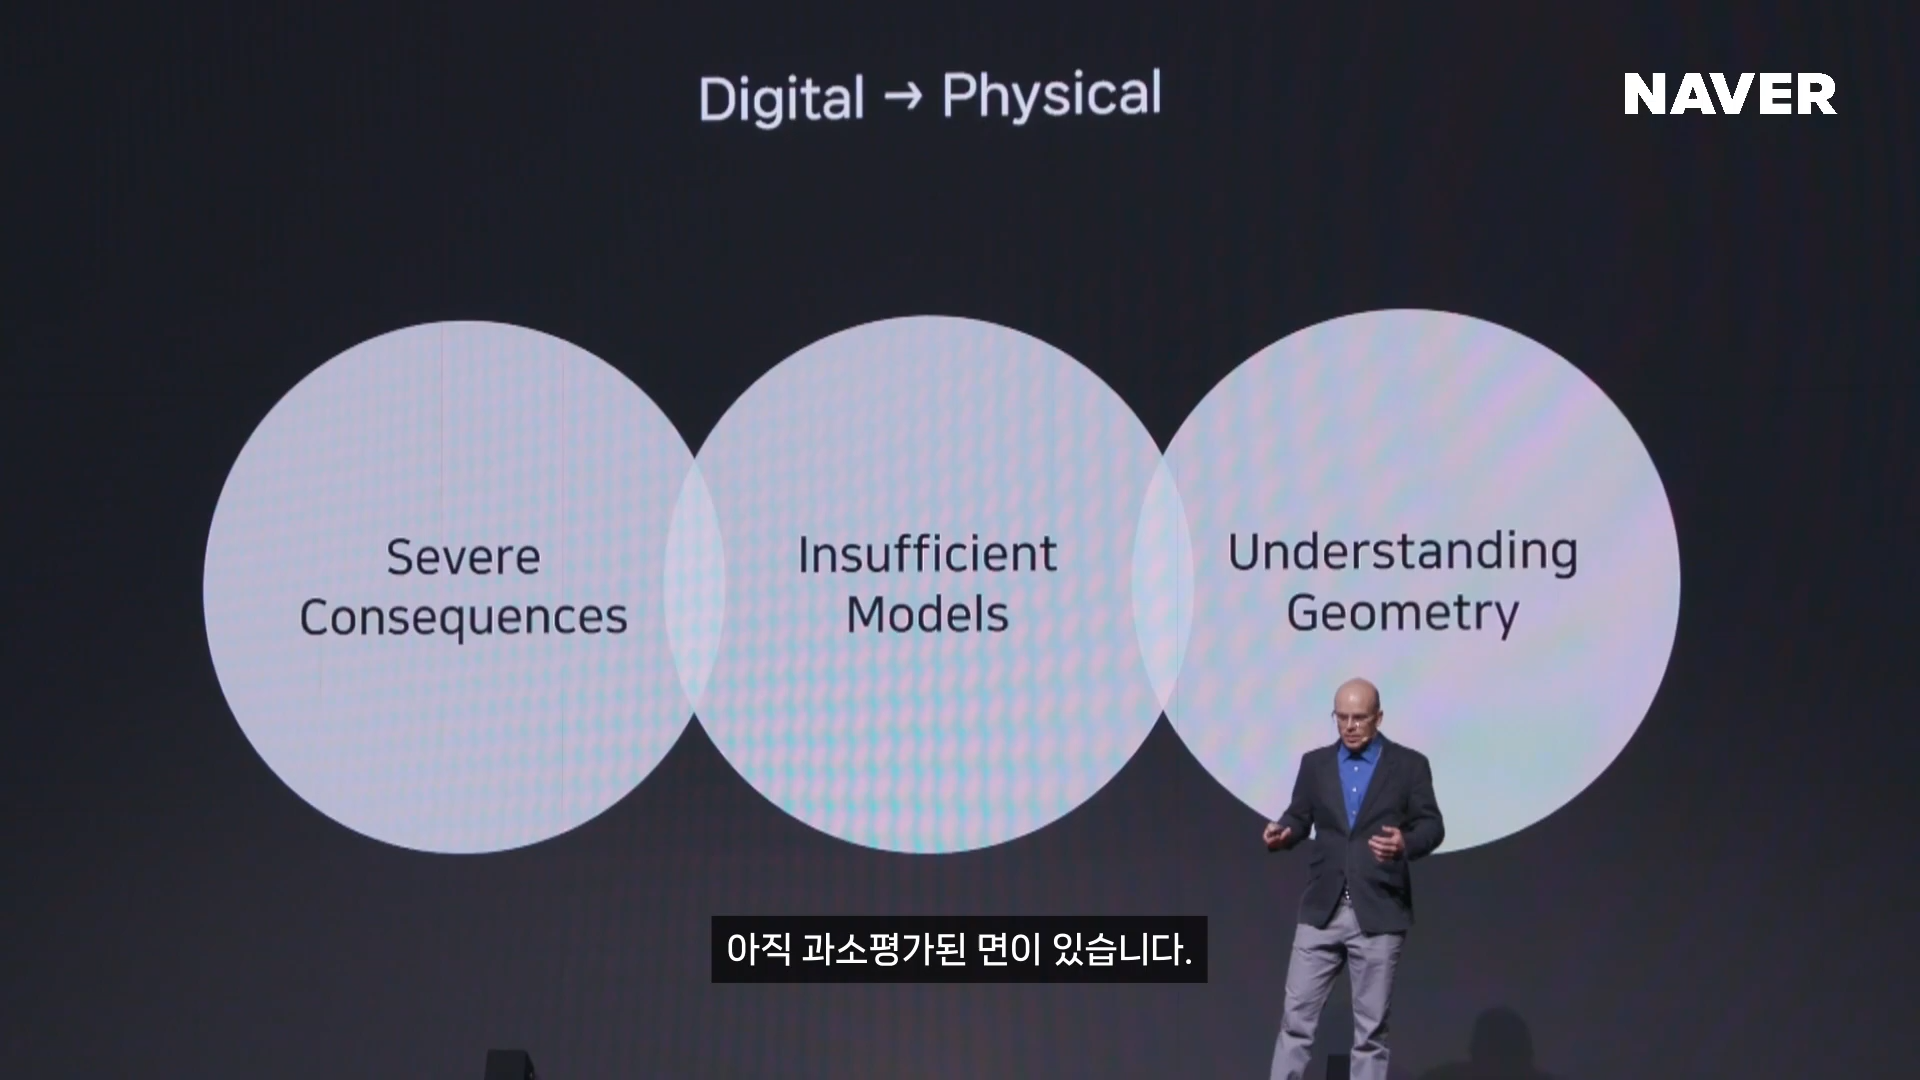 Digital → Physical
NAVER
Severe
Consequences
Insufficient
Models
Understanding
Geometry
아직 과소평가된 면이 있습니다.